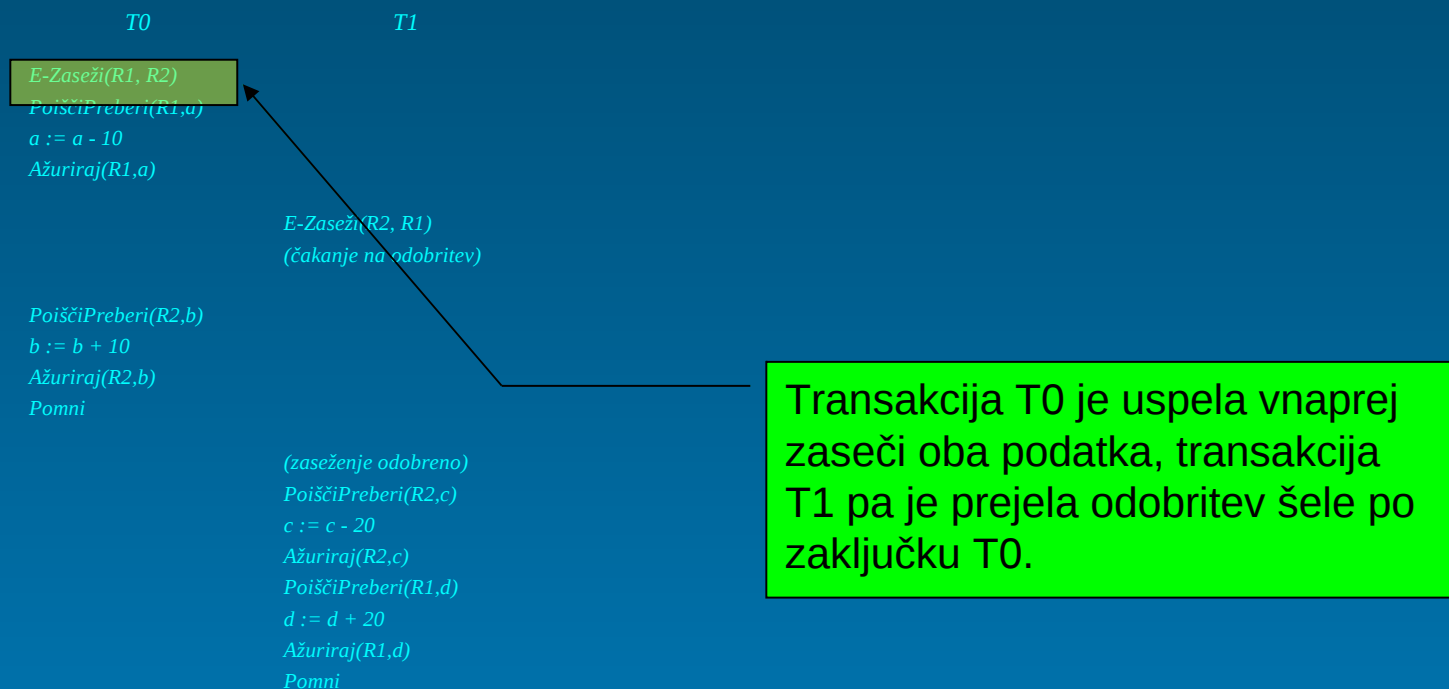 T0 T1
E-Zaseži(R1, R2)
PoiščiPreberi(R1,a)
a := a - 10
Ažuriraj(R1,a)
E-Zaseži(R2, R1)
(čakanje na odobritev)
PoiščiPreberi(R2,b)
b := b + 10
Ažuriraj(R2,b)
Pomni
Transakcija T0 je uspela vnaprej
zaseči oba podatka, transakcija
T1 pa je prejela odobritev šele po
zaključku T0.
(zaseženje odobreno)
PoiščiPreberi(R2,c)
c := c - 20
Ažuriraj(R2,c)
PoiščiPreberi(R1,d)
d := d + 20
Ažuriraj(R1,d)
Pomni